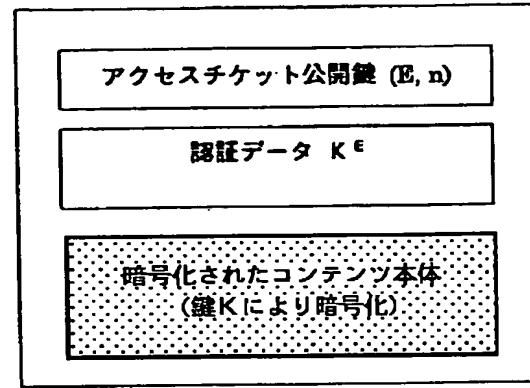 アクセスチケット公開鍵 (E, n)
認証データ K^E
暗号化されたコンテンツ本体
(鍵Kにより暗号化)